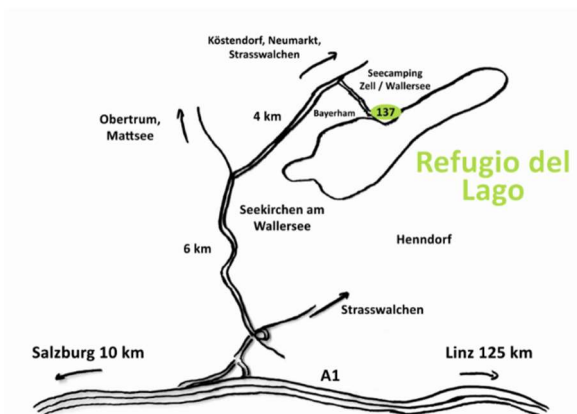 Köstendorf, Neumarkt,
Strasswalchen
Seecamping
Zell / Wallersee
4 km
Bayerham
137
Obertrum,
Mattsee
Refugio del
Lago
Seekirchen am
Wallersee
Henndorf
6 km
Strasswalchen
Salzburg 10 km
Linz 125 km
A1